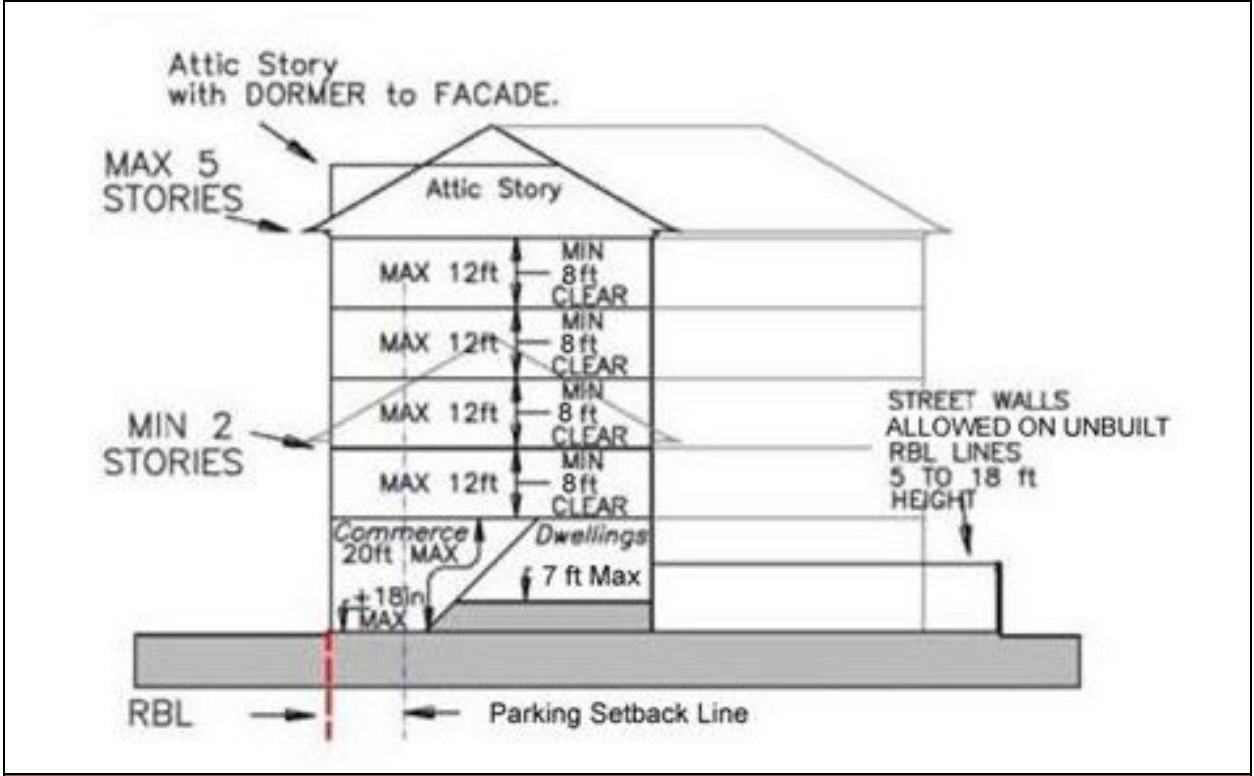 Attic Story
with DORMER to FACADE.
MAX 5
STORIES
Attic Story
MAX 12ft
MIN
8ft
CLEAR
MAX 12ft
MIN
8ft
CLEAR
MAX 12ft
MIN
8ft
CLEAR
MIN 2
STORIES
MAX 12ft
MIN
8ft
CLEAR
STREET WALLS
ALLOWED ON UNBUILT
RBL LINES
5 TO 18 ft
HEIGHT
Commerce
20ft MAX
Dwellings
7 ft Max
±18in
MAX
RBL
Parking Setback Line